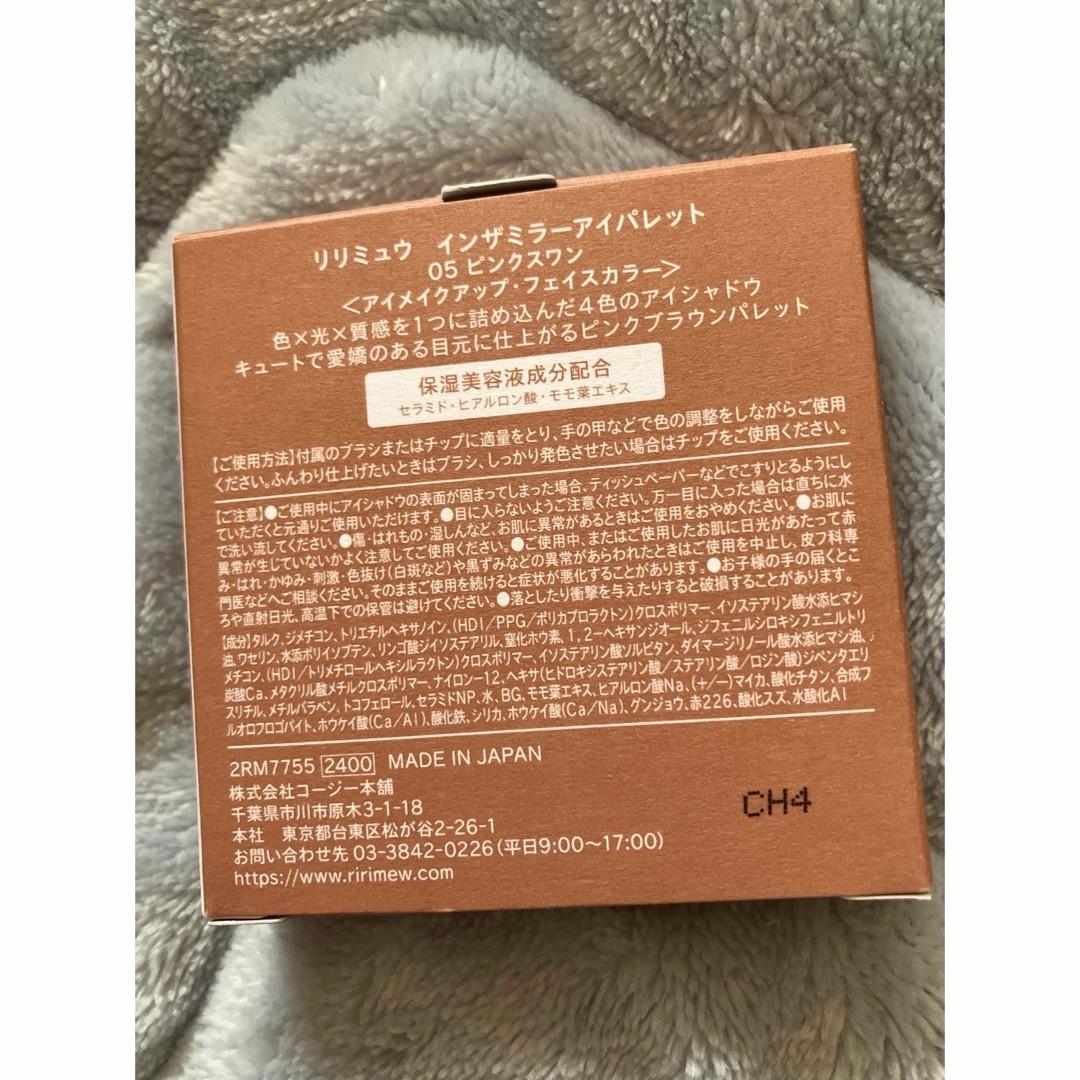 リリミュウ　インザミラーアイパレット
05 ピンクスワン
＜アイメイクアップ・フェイスカラー＞
色×光×質感を1つに詰め込んだ4色のアイシャドウ
キュートで愛嬌のある目元に仕上がるピンクブラウンパレット
保湿美容液成分配合
セラミド・ヒアルロン酸・モモ葉エキス
【ご使用方法】付属のブラシまたはチップに適量をとり、手の甲などで色の調整をしながらご使用
ください。ふんわり仕上げたいときはブラシ、しっかり発色させたい場合はチップをご使用ください。
【ご注意】●ご使用中にアイシャドウの表面が固まってしまった場合、ティッシュペーパーなどでこすりとるようにし
ていただくと元通りご使用いただけます。●目に入らないようご注意ください。万一目に入った場合は直ちに水
で洗い流してください。●傷・はれもの・湿しんなど、お肌に異常があるときはご使用をおやめください。●お肌に
異常が生じていないかよく注意してご使用ください。●ご使用中、またはご使用したお肌に日光があたって赤
み・はれ・かゆみ・刺激・色抜け(白斑など)や黒ずみなどの異常があらわれたときはご使用を中止し、皮フ科専
門医などへご相談ください。そのままご使用を続けると症状が悪化することがあります。●お子様の手の届くとこ
ろや直射日光、高温下での保管は避けてください。●落としたり衝撃を与えたりすると破損することがあります。
【成分】タルク、ジメチコン、トリエチルヘキサノイン、(HDI/PPG/ポリカプロラクトン)クロスポリマー、イソステアリン酸水添ヒマシ
油、ワセリン、水添ポリイソブテン、リンゴ酸ジイソステアリル、窒化ホウ素、1,2-ヘキサンジオール、ジフェニルシロキシフェニルトリ
メチコン、(HDI/トリメチロールヘキシルラクトン)クロスポリマー、イソステアリン酸ソルビタン、ダイマージリノール酸水添ヒマシ油、
炭酸Ca、メタクリル酸メチルクロスポリマー、ナイロン-12、ヘキサ(ヒドロキシステアリン酸/ステアリン酸/ロジン酸)ジペンタエリ
スリチル、メチルパラベン、トコフェロール、セラミドNP、水、BG、モモ葉エキス、ヒアルロン酸Na、(+/-)マイカ、酸化チタン、合成フ
ルオロフロゴパイト、ホウケイ酸(Ca/Al)、酸化鉄、シリカ、ホウケイ酸(Ca/Na)、グンジョウ、赤226、酸化スズ、水酸化Al
2RM7755 2400 MADE IN JAPAN
株式会社コージー本舗
千葉県市川市原木3-1-18
本社　東京都台東区松が谷2-26-1
お問い合わせ先 03-3842-0226(平日9:00～17:00)
https://www.ririmew.com
CH4